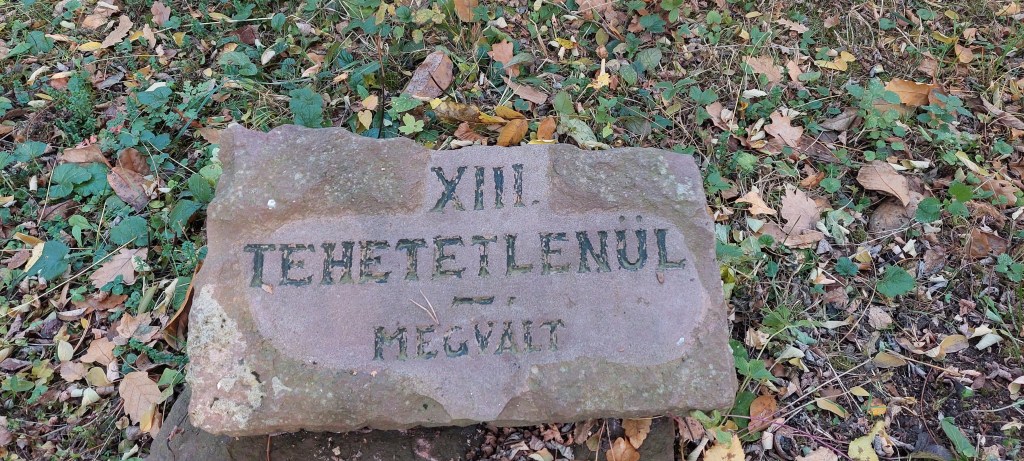 XIII.
TEHETETLENÜL
-
MEGVÁLT